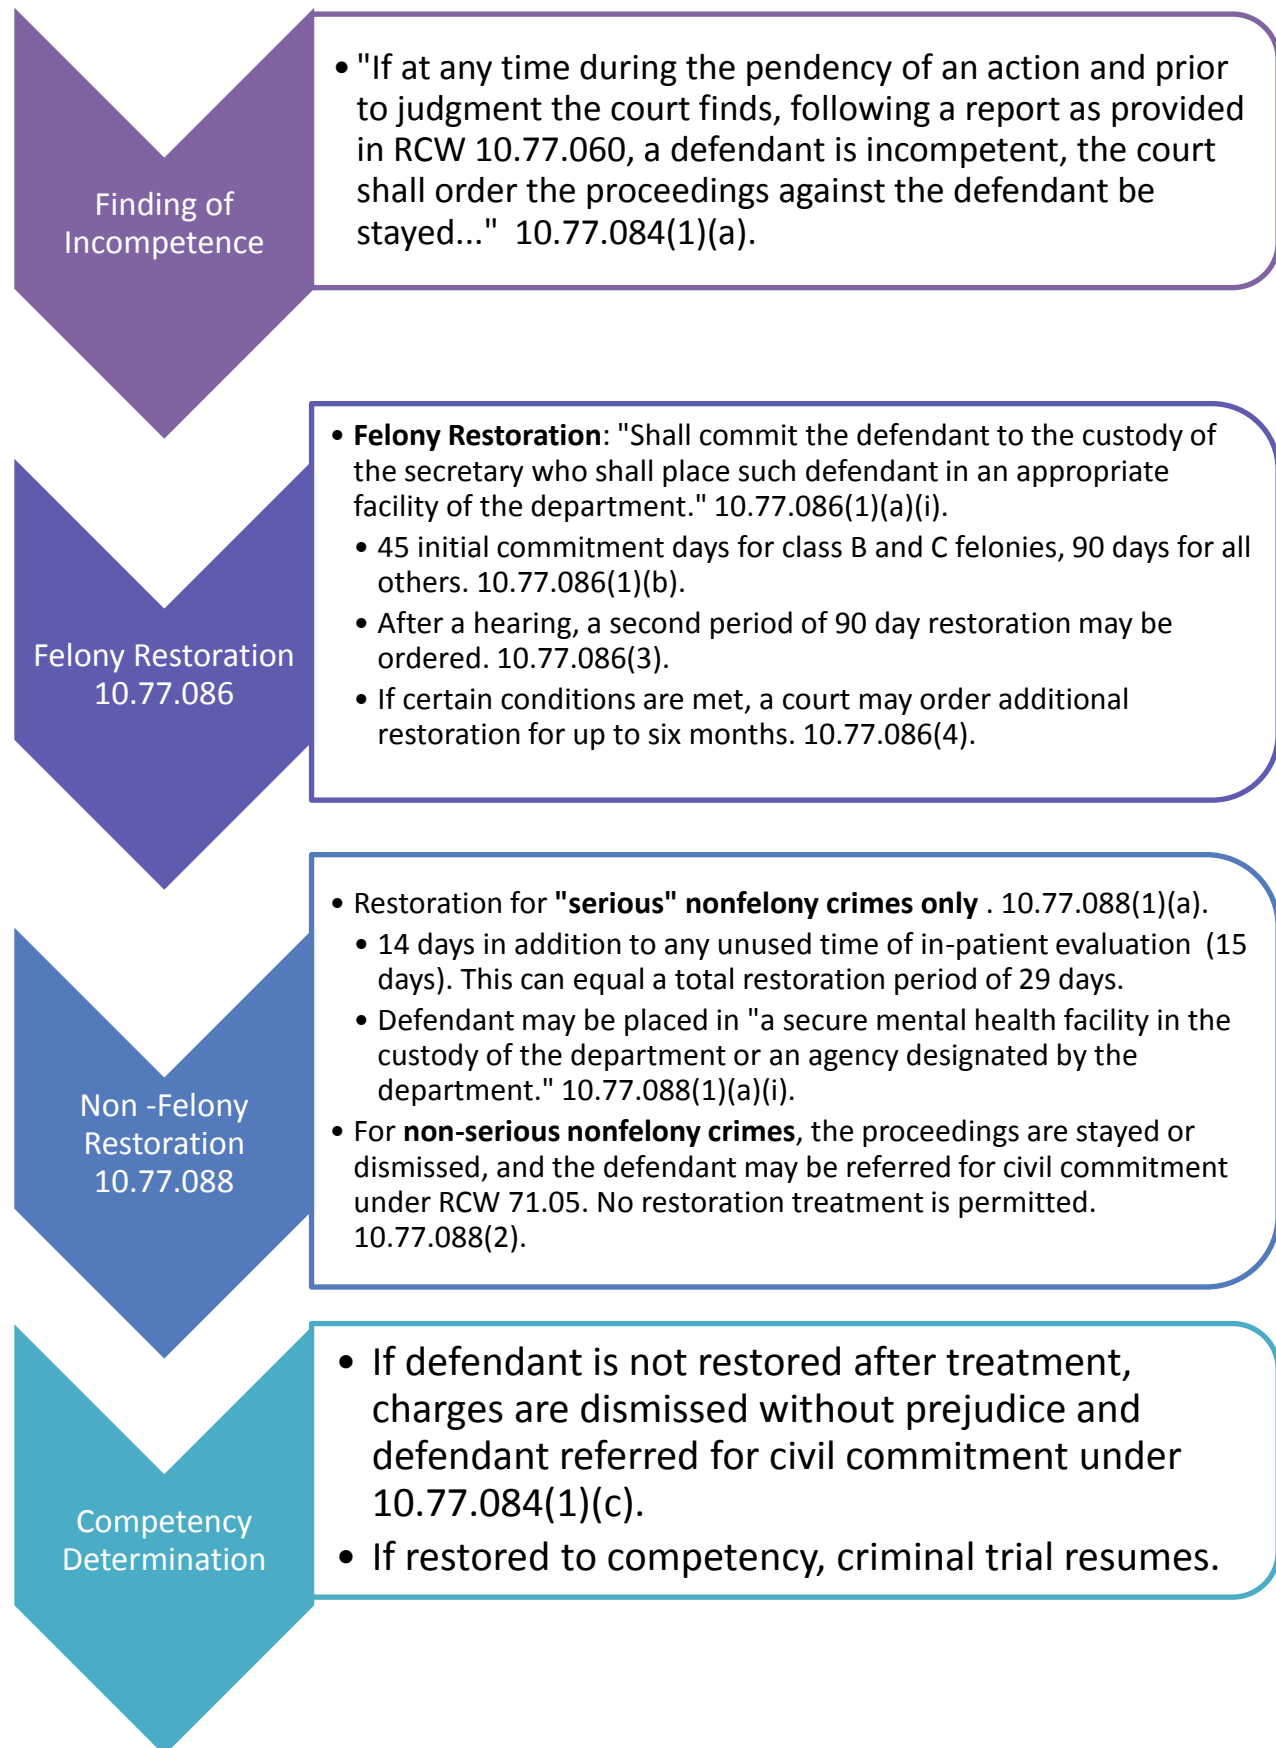 Finding of
Incompetence
• "If at any time during the pendency of an action and prior
to judgment the court finds, following a report as provided
in RCW 10.77.060, a defendant is incompetent, the court
shall order the proceedings against the defendant be
stayed..."  10.77.084(1)(a).
Felony Restoration
10.77.086
• Felony Restoration: "Shall commit the defendant to the custody of
the secretary who shall place such defendant in an appropriate
facility of the department." 10.77.086(1)(a)(i).
• 45 initial commitment days for class B and C felonies, 90 days for all
others. 10.77.086(1)(b).
• After a hearing, a second period of 90 day restoration may be
ordered. 10.77.086(3).
• If certain conditions are met, a court may order additional
restoration for up to six months. 10.77.086(4).
Non -Felony
Restoration
10.77.088
• Restoration for "serious" nonfelony crimes only . 10.77.088(1)(a).
• 14 days in addition to any unused time of in-patient evaluation  (15
days). This can equal a total restoration period of 29 days.
• Defendant may be placed in "a secure mental health facility in the
custody of the department or an agency designated by the
department." 10.77.088(1)(a)(i).
• For non-serious nonfelony crimes, the proceedings are stayed or
dismissed, and the defendant may be referred for civil commitment
under RCW 71.05. No restoration treatment is permitted.
10.77.088(2).
Competency
Determination
• If defendant is not restored after treatment,
charges are dismissed without prejudice and
defendant referred for civil commitment under
10.77.084(1)(c).
• If restored to competency, criminal trial resumes.